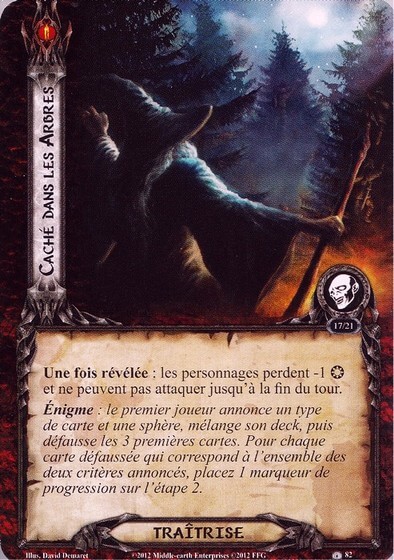 CACHÉ DANS LES ARBRES
17/21
Une fois révélée : les personnages perdent -1
et ne peuvent pas attaquer jusqu'à la fin du tour.
Énigme : le premier joueur annonce un type
de carte et une sphère, mélange son deck, puis
défausse les 3 premières cartes. Pour chaque
carte défaussée qui correspond à l'ensemble des
deux critères annoncés, placez 1 marqueur de
progression sur l'étape 2.
TRAÎTRISE
Illus. David Demaret ©2012 Middle-earth Enterprises ©2012 FFG 82